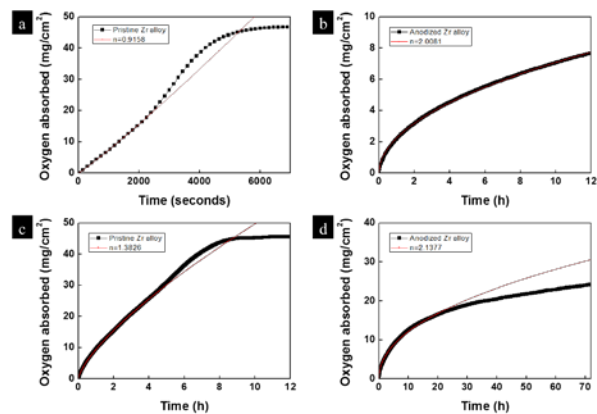 a
Oxygen absorbed (mg/cm²)
50
40
30
20
10
0
Pristine Zr alloy
n=0.9158
0 2000 4000 6000
Time (seconds)
b
Oxygen absorbed (mg/cm²)
10
8
6
4
2
0
Anodized Zr alloy
n=2.0081
0 2 4 6 8 10 12
Time (h)
c
Oxygen absorbed (mg/cm²)
50
40
30
20
10
0
Pristine Zr alloy
n=1.3826
0 2 4 6 8 10 12
Time (h)
d
Oxygen absorbed (mg/cm²)
40
30
20
10
0
Anodized Zr alloy
n=2.1377
0 10 20 30 40 50 60 70
Time (h)